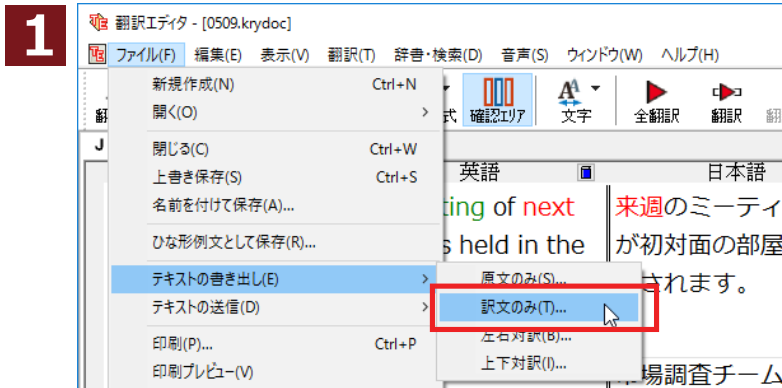 1
翻訳エディタ - [0509.krydoc]
ファイル(F) 編集(E) 表示(V) 翻訳(T) 辞書・検索(D) 音声(S) ウィンドウ(W) ヘルプ(H)
新規作成(N) Ctrl+N
開く(O) >
閉じる(C) Ctrl+W
上書き保存(S) Ctrl+S
名前を付けて保存(A)...
ひな形例文として保存(R)...
テキストの書き出し(E) >
テキストの送信(D) >
印刷(P)... Ctrl+P
印刷プレビュー(V)
原文のみ(S)...
訳文のみ(T)...
左右対訳(B)...
上下対訳(I)...
式 確認エリア 文字 全翻訳 翻訳
J
英語 日本語
ting of next
s held in the
来週のミーティ
が初対面の部屋
されます。
場調査チーム